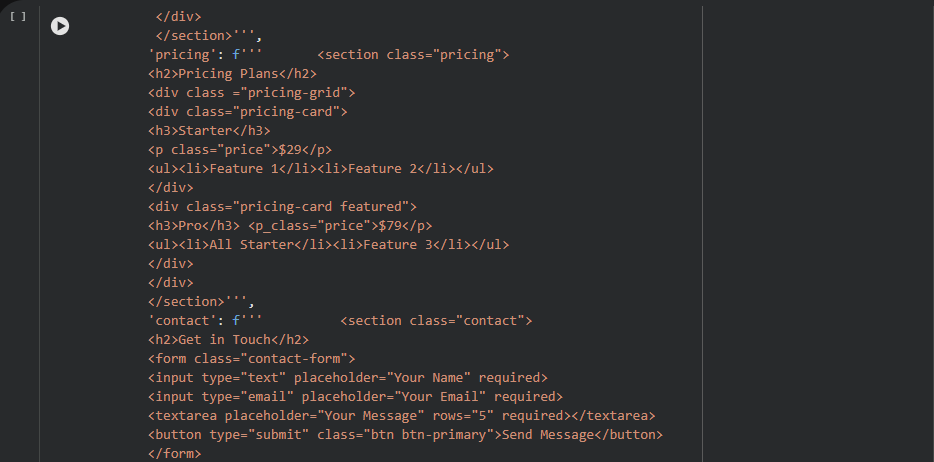 [ ]
</div>
</section>''',
'pricing': f''' <section class="pricing">
<h2>Pricing Plans</h2>
<div class ="pricing-grid">
<div class="pricing-card">
<h3>Starter</h3>
<p class="price">$29</p>
<ul><li>Feature 1</li><li>Feature 2</li></ul>
</div>
<div class="pricing-card featured">
<h3>Pro</h3> <p_class="price">$79</p>
<ul><li>All Starter</li><li>Feature 3</li></ul>
</div>
</div>
</section>''',
'contact': f''' <section class="contact">
<h2>Get in Touch</h2>
<form class="contact-form">
<input type="text" placeholder="Your Name" required>
<input type="email" placeholder="Your Email" required>
<textarea placeholder="Your Message" rows="5" required></textarea>
<button type="submit" class="btn btn-primary">Send Message</button>
</form>